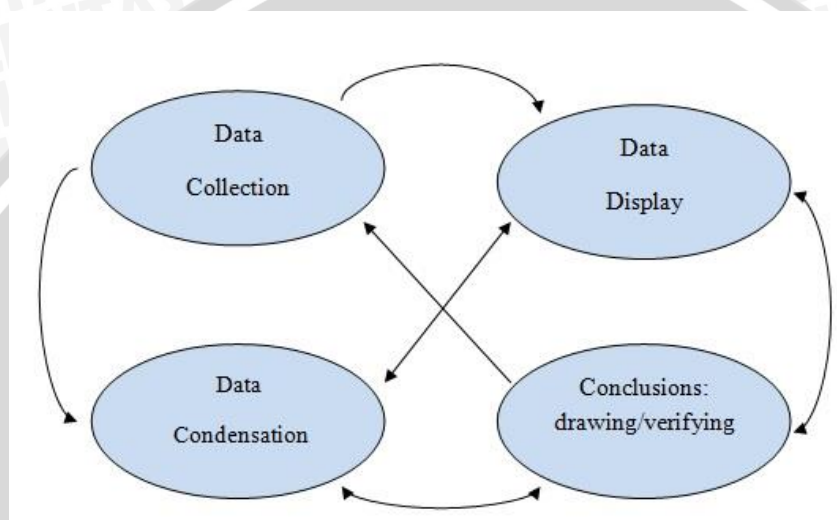 Data
Collection
Data
Display
Data
Condensation
Conclusions:
drawing/verifying